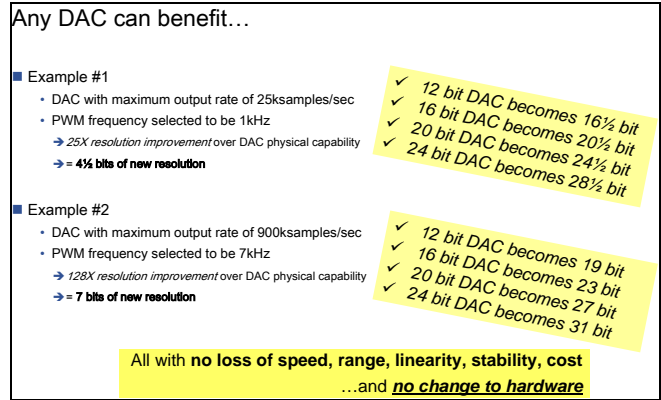 Any DAC can benefit…
■ Example #1
• DAC with maximum output rate of 25ksamples/sec
• PWM frequency selected to be 1kHz
➔ 25X resolution improvement over DAC physical capability
➔ = 4½ bits of new resolution
✓ 12 bit DAC becomes 16½ bit
✓ 16 bit DAC becomes 20½ bit
✓ 20 bit DAC becomes 24½ bit
✓ 24 bit DAC becomes 28½ bit
■ Example #2
• DAC with maximum output rate of 900ksamples/sec
• PWM frequency selected to be 7kHz
➔ 128X resolution improvement over DAC physical capability
➔ = 7 bits of new resolution
✓ 12 bit DAC becomes 19 bit
✓ 16 bit DAC becomes 23 bit
✓ 20 bit DAC becomes 27 bit
✓ 24 bit DAC becomes 31 bit
All with no loss of speed, range, linearity, stability, cost
…and no change to hardware